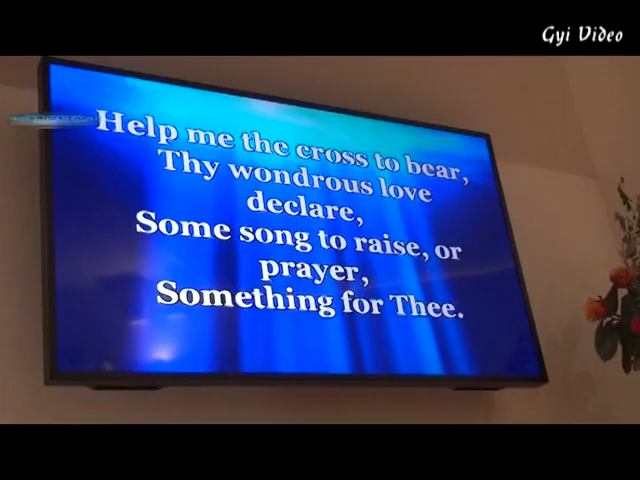 Gyi Video
Help me the cross to bear,
Thy wondrous love
declare,
Some song to raise, or
prayer,
Something for Thee.